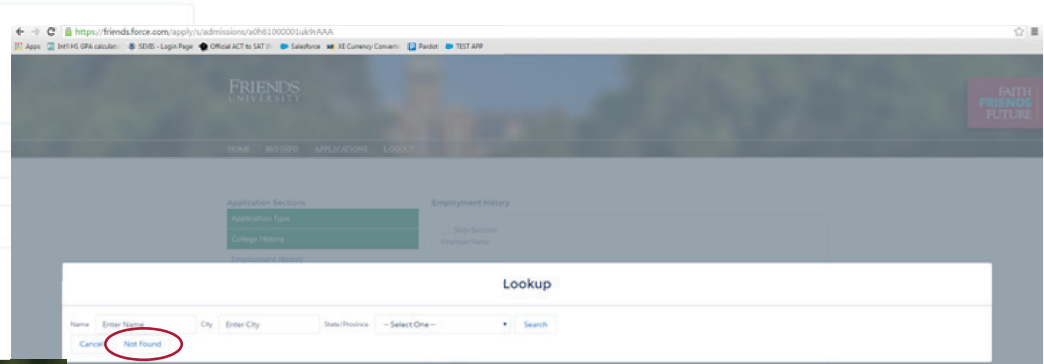 https://friends.force.com/apply/s/admissions/a0h61000001uk9rAAA
Apps Int'l HS GPA calculat SEVIS - Login Page Official ACT to SAT Salesforce XE Currency Convert Pardot TEST APP
FRIENDS
UNIVERSITY
FAITH
FRIENDS
FUTURE
HOME BIO INFO APPLICATIONS LOGOUT
Application Sections Employment History
Application Type
Skip Section
College History
Employer Name
Employment History
Lookup
Name Enter Name City Enter City State/Province -- Select One -- Search
Cancel Not Found